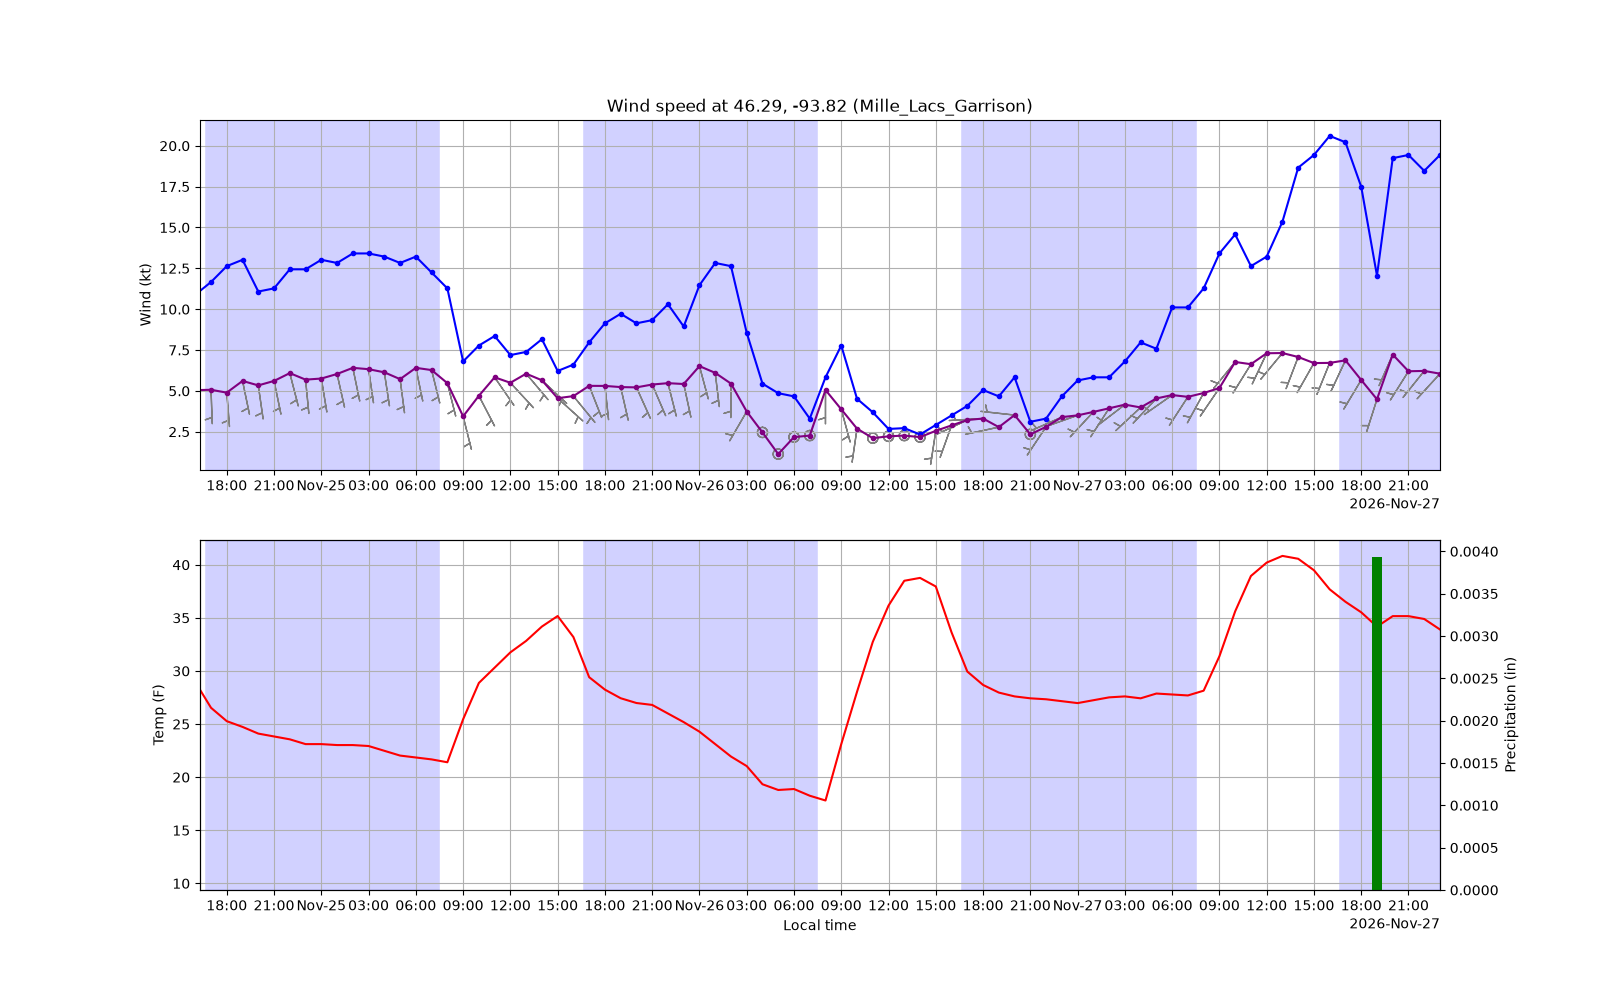 Wind speed at 46.29, -93.82 (Mille_Lacs_Garrison)
Wind (kt)
20.0
17.5
15.0
12.5
10.0
7.5
5.0
2.5
18:00 21:00 Nov-25 03:00 06:00 09:00 12:00 15:00 18:00 21:00 Nov-26 03:00 06:00 09:00 12:00 15:00 18:00 21:00 Nov-27 03:00 06:00 09:00 12:00 15:00 18:00 21:00
2026-Nov-27
Temp (F)
40
35
30
25
20
15
10
0.0040
0.0035
0.0030
0.0025
0.0020
0.0015
0.0010
0.0005
0.0000
Precipitation (in)
18:00 21:00 Nov-25 03:00 06:00 09:00 12:00 15:00 18:00 21:00 Nov-26 03:00 06:00 09:00 12:00 15:00 18:00 21:00 Nov-27 03:00 06:00 09:00 12:00 15:00 18:00 21:00
Local time
2026-Nov-27